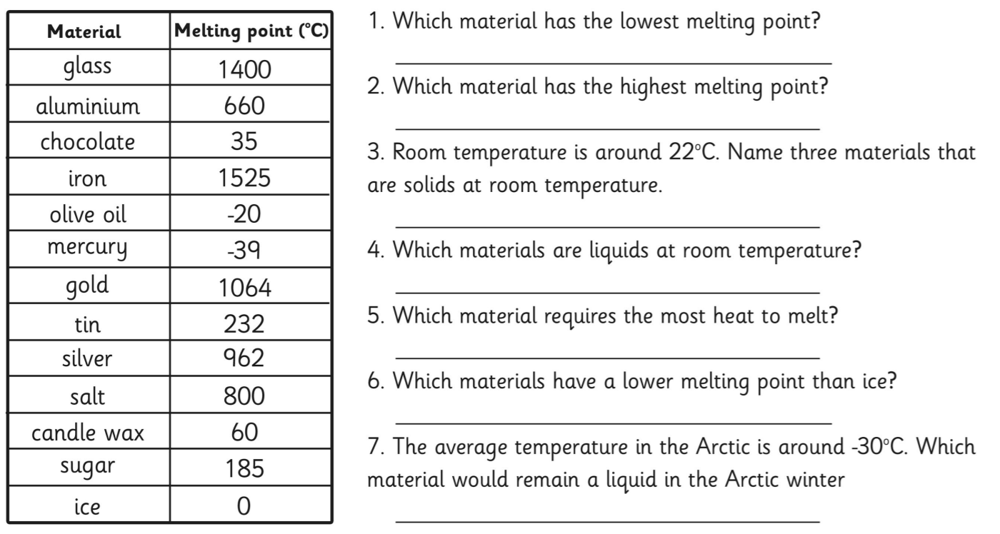 Material Melting point (°C)
glass 1400
aluminium 660
chocolate 35
iron 1525
olive oil -20
mercury -39
gold 1064
tin 232
silver 962
salt 800
candle wax 60
sugar 185
ice 0
1. Which material has the lowest melting point?
2. Which material has the highest melting point?
3. Room temperature is around 22°C. Name three materials that
are solids at room temperature.
4. Which materials are liquids at room temperature?
5. Which material requires the most heat to melt?
6. Which materials have a lower melting point than ice?
7. The average temperature in the Arctic is around -30°C. Which
material would remain a liquid in the Arctic winter